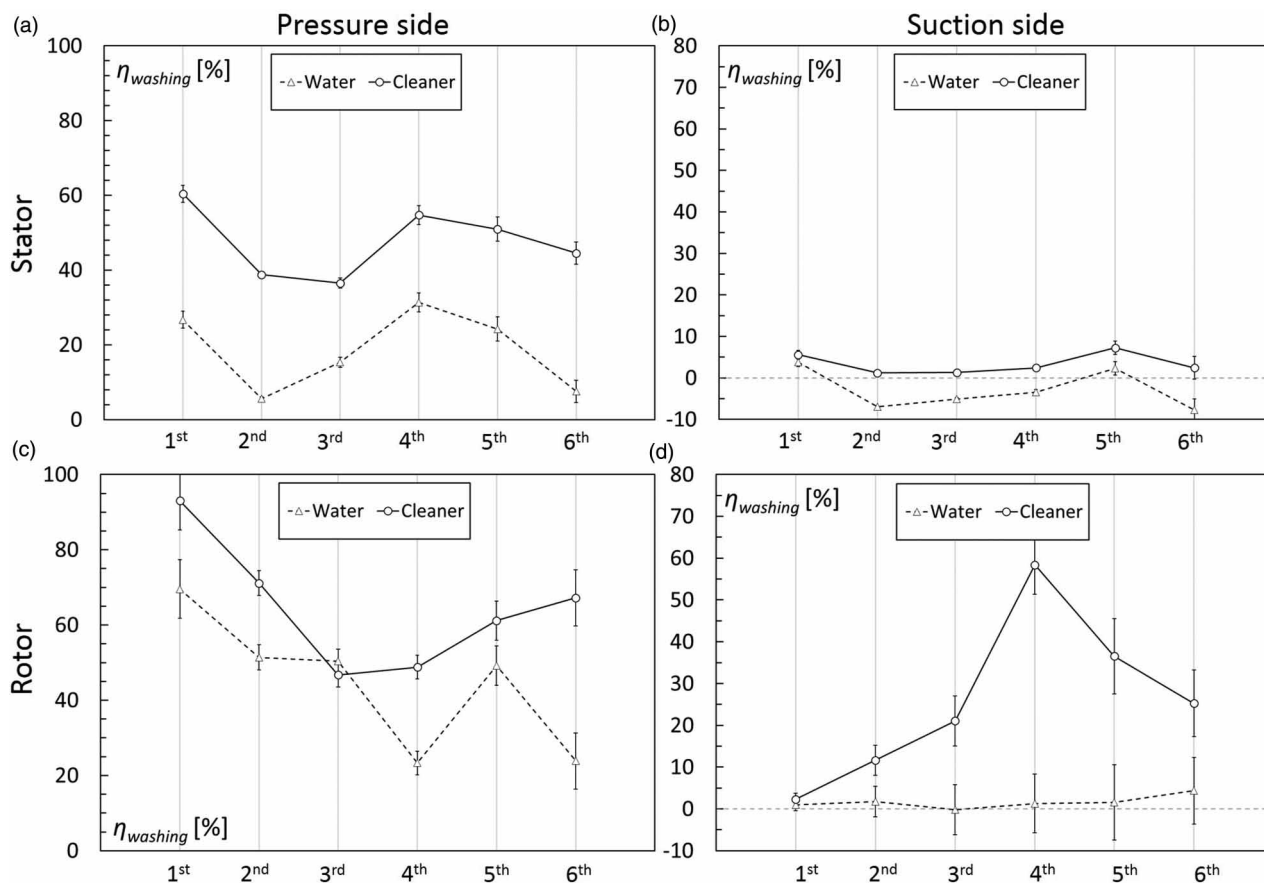 (a) Pressure side
(b) Suction side
Stator
100
80
60
40
20
0
η_washing [%]
Water Cleaner
1st 2nd 3rd 4th 5th 6th
80
70
60
50
40
30
20
10
0
-10
η_washing [%]
Water Cleaner
1st 2nd 3rd 4th 5th 6th
(c)
Rotor
100
80
60
40
20
0
Water Cleaner
η_washing [%]
1st 2nd 3rd 4th 5th 6th
(d)
80
70
60
50
40
30
20
10
0
-10
η_washing [%]
Water Cleaner
1st 2nd 3rd 4th 5th 6th